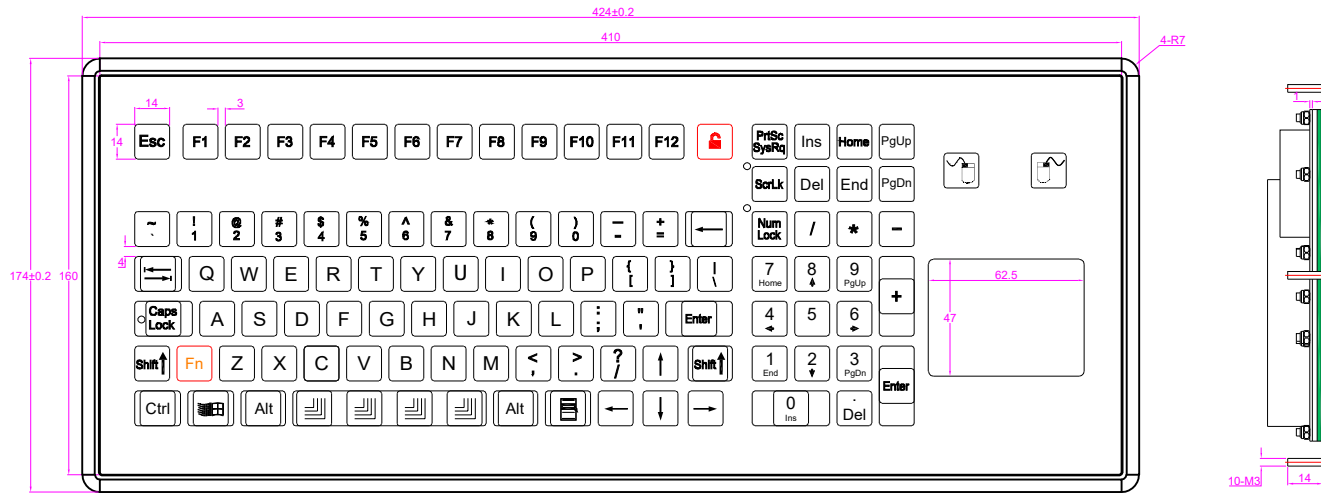 424±0.2
410
4-R7
14
3
14
Esc F1 F2 F3 F4 F5 F6 F7 F8 F9 F10 F11 F12
PrtSc
SysRq
Ins Home PgUp
ScrLk Del End PgDn
~
`
!
1
@
2
#
3
$
4
%
5
^
6
&
7
*
8
(
9
)
0
—
-
+
=
←
Num
Lock
/ * -
4
174±0.2
160
Q W E R T Y U I O P
{
[
}
]
|
\
7
Home
8
9
PgUp
+
62.5
47
Caps
Lock
A S D F G H J K L
:
;
"
'
Enter
4
5
6
Shift↑ Fn Z X C V B N M
<
,
>
.
?
/
↑
Shift↑
1
End
2
3
PgDn
Enter
Ctrl Alt Alt ← ↓ →
0
Ins
.
Del
1
10-M3
14